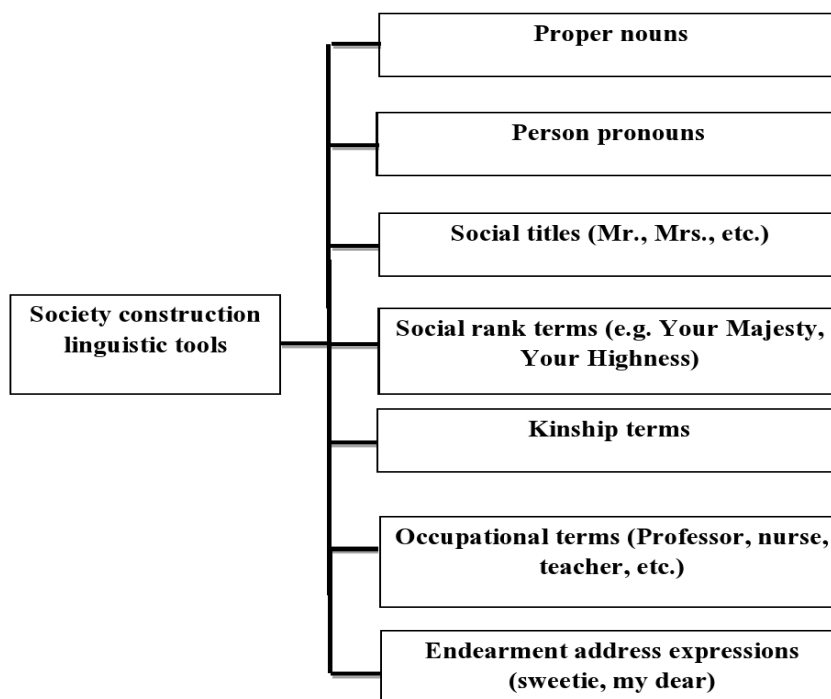 Proper nouns
Person pronouns
Social titles (Mr., Mrs., etc.)
Society construction
linguistic tools
Social rank terms (e.g. Your Majesty,
Your Highness)
Kinship terms
Occupational terms (Professor, nurse,
teacher, etc.)
Endearment address expressions
(sweetie, my dear)